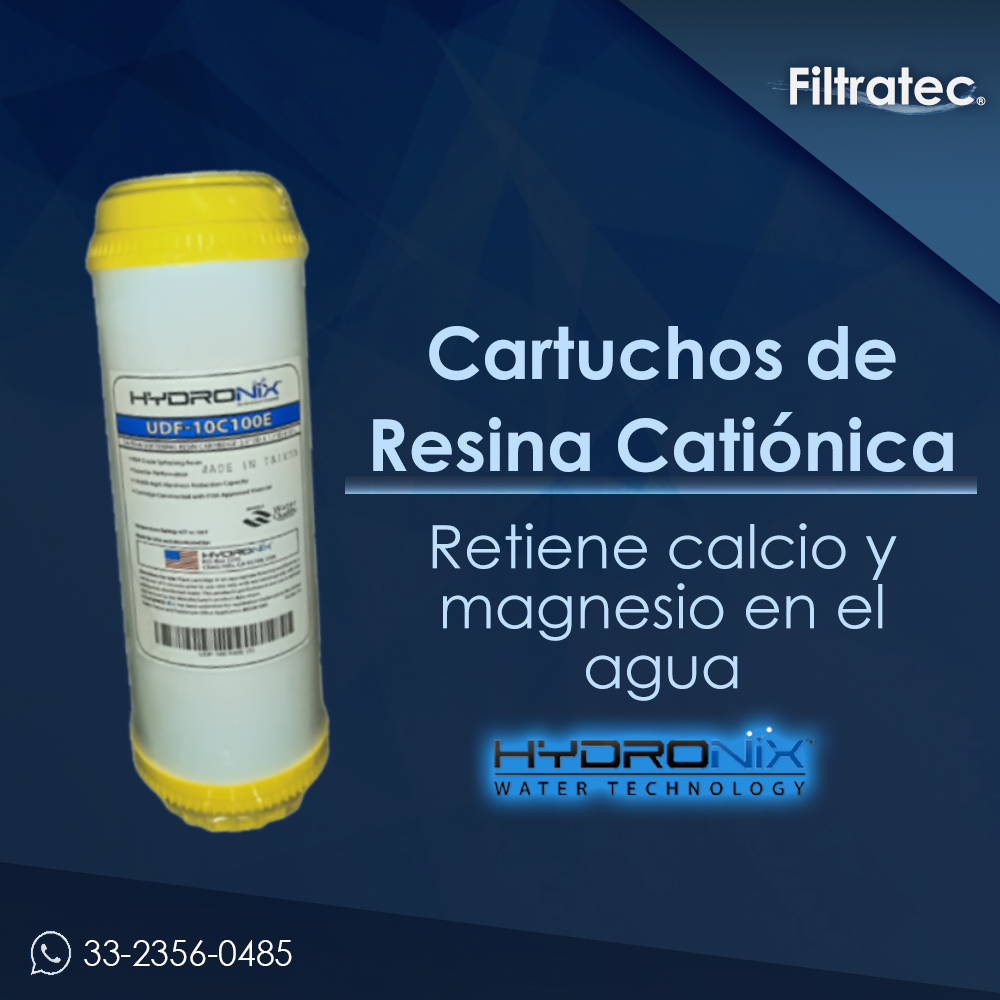 Filtratec®
Cartuchos de
Resina Catiónica
Retiene calcio y
magnesio en el
agua
HYDRONIX™
WATER TECHNOLOGY
HYDRONIX
UDF-10C100E
MADE IN TAIWAN
HYDRONIX
33-2356-0485